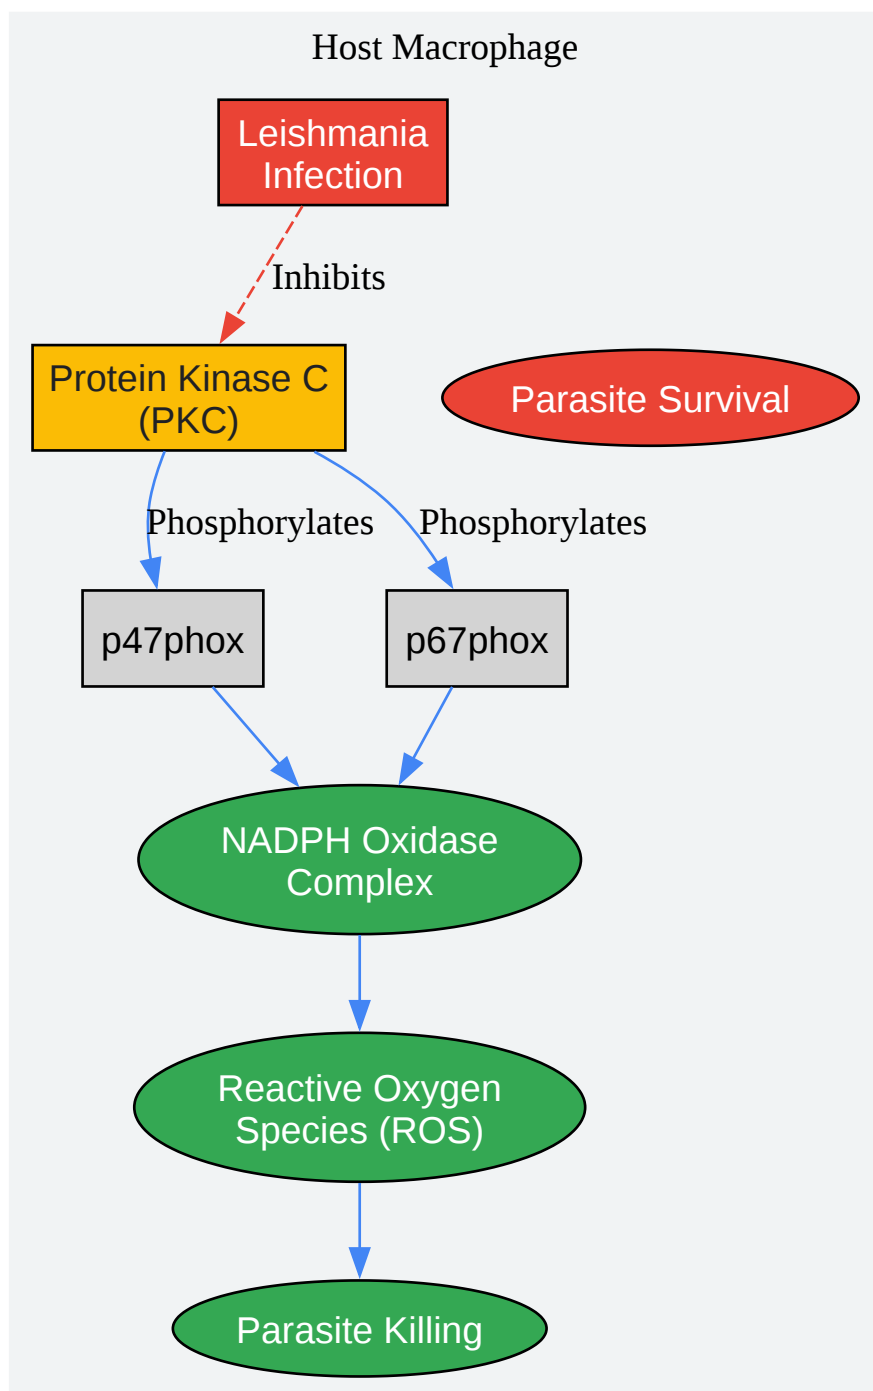 Host Macrophage
Leishmania
Infection
Inhibits
Protein Kinase C
(PKC)
Parasite Survival
Phosphorylates
Phosphorylates
p47phox
p67phox
NADPH Oxidase
Complex
Reactive Oxygen
Species (ROS)
Parasite Killing